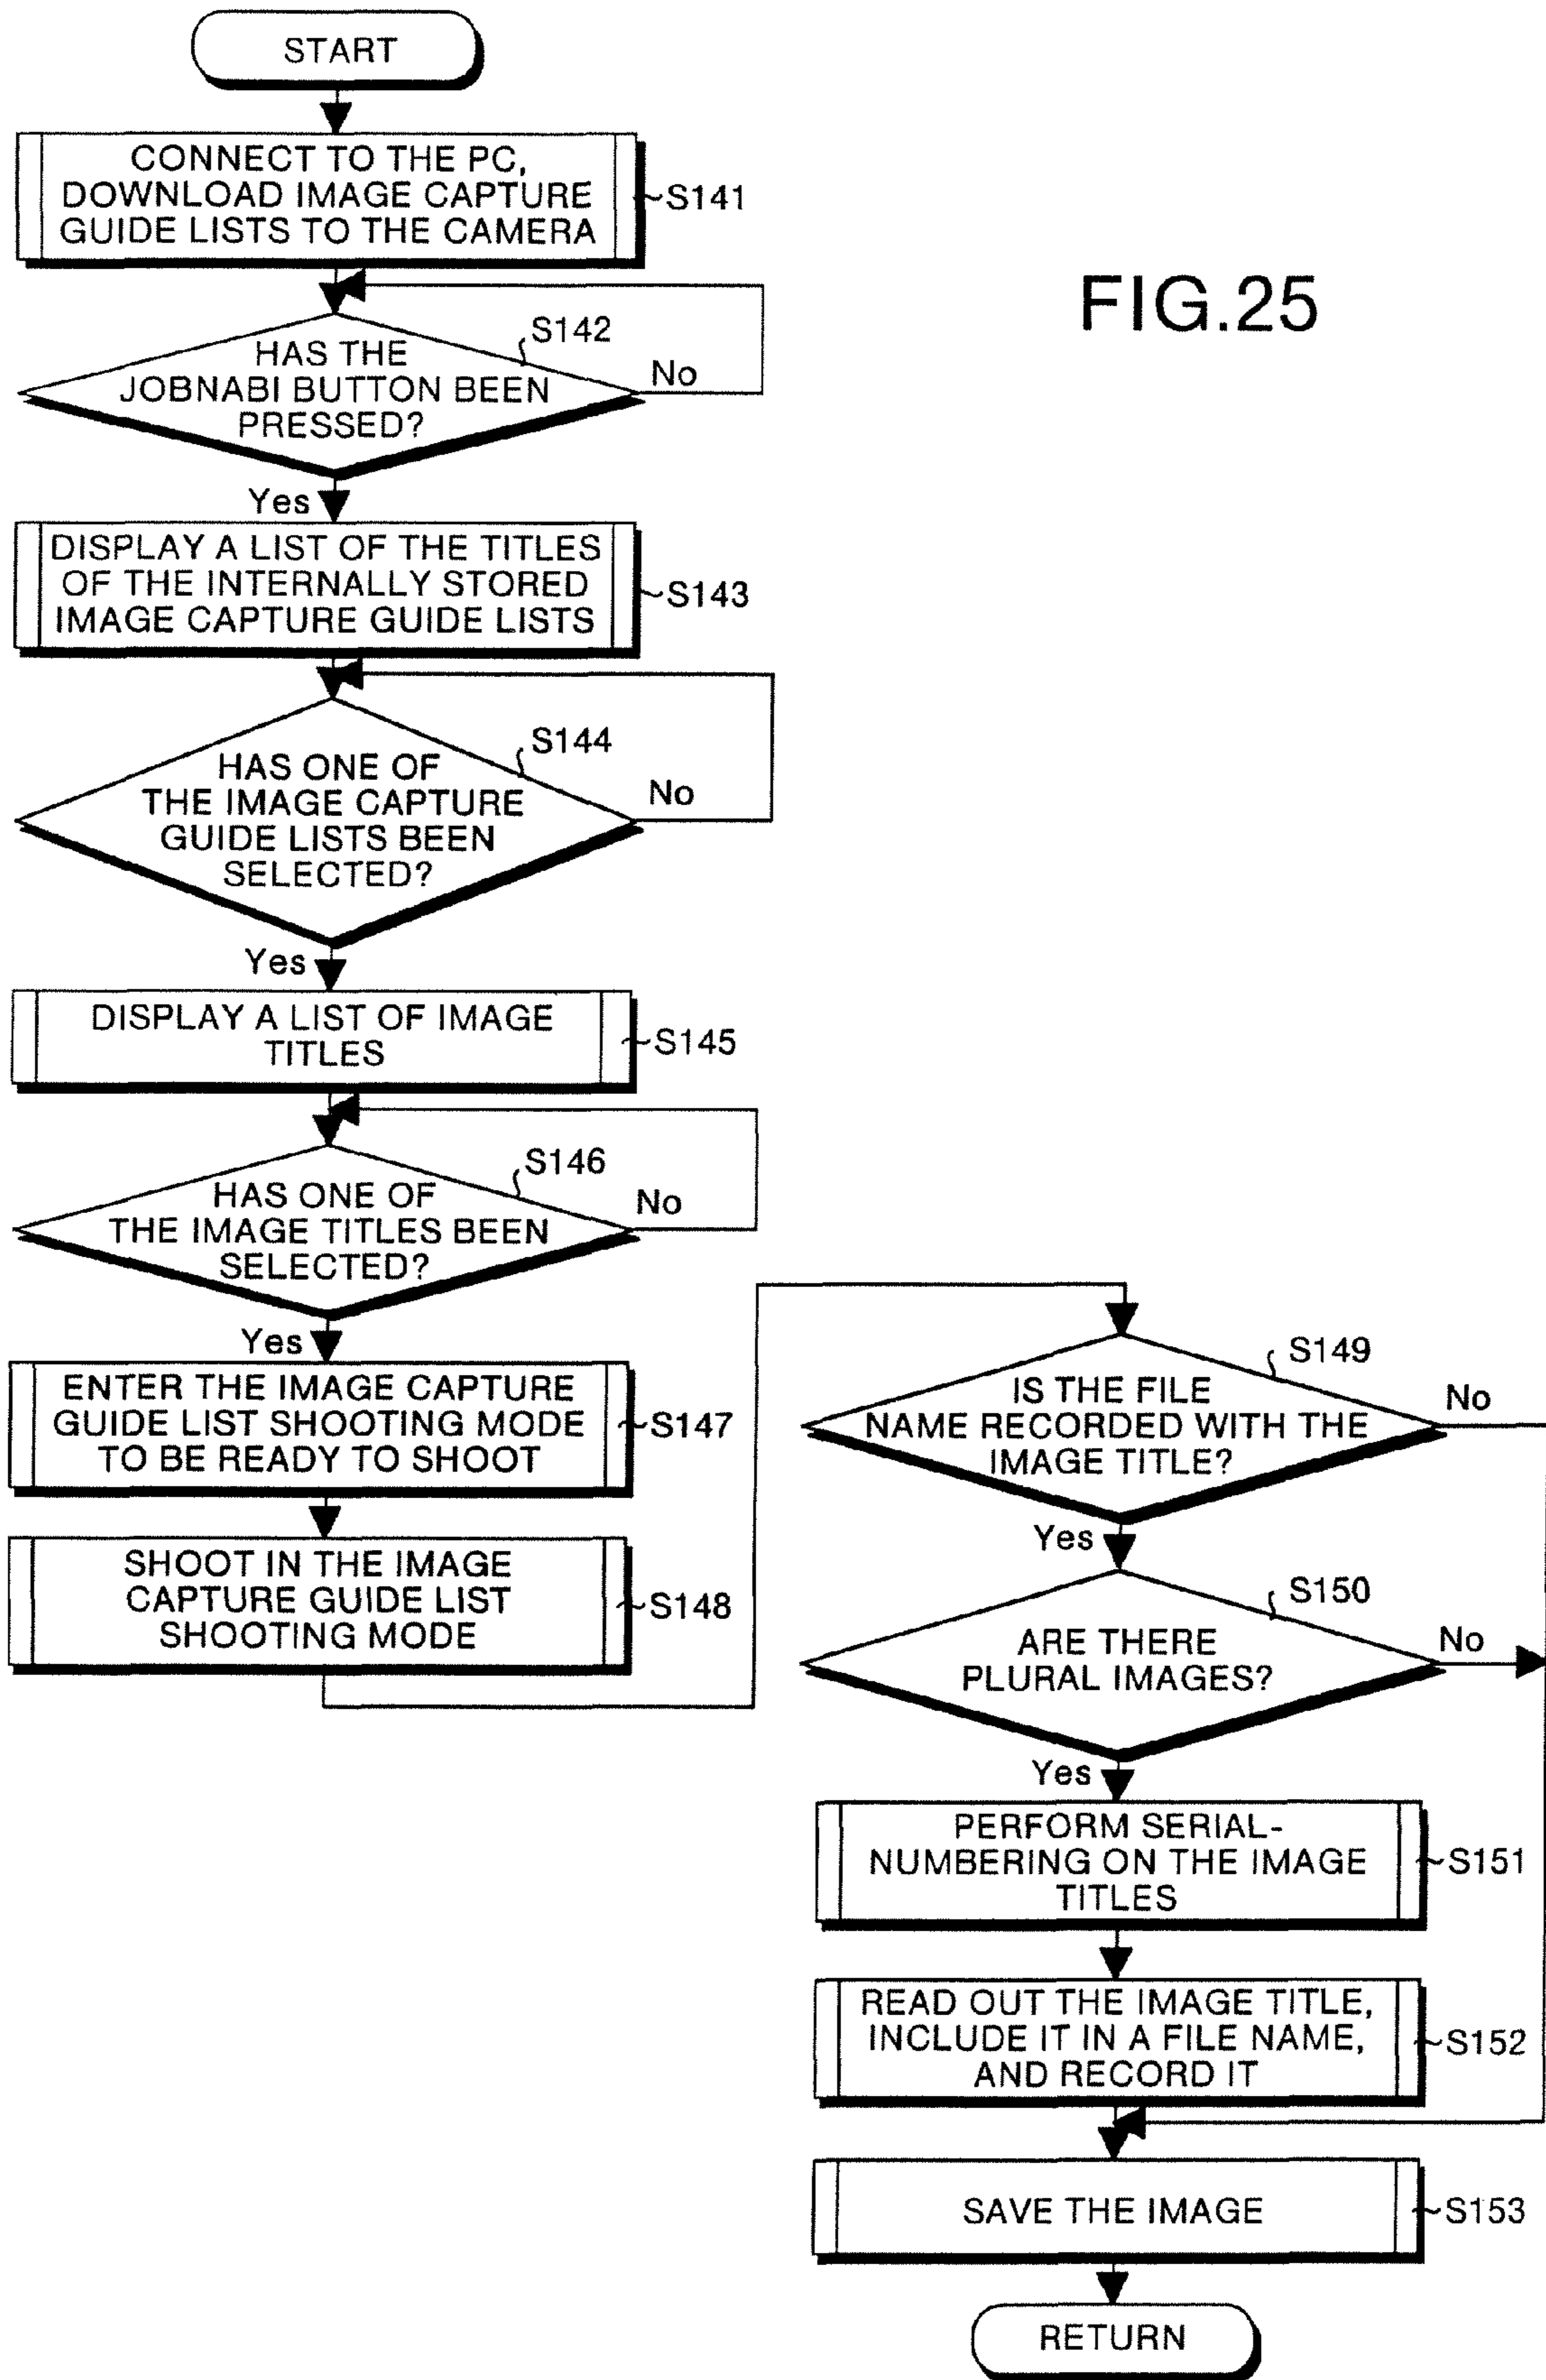 START
CONNECT TO THE PC,
DOWNLOAD IMAGE CAPTURE
GUIDE LISTS TO THE CAMERA
S141
FIG.25
S142
HAS THE
JOBNABI BUTTON BEEN
PRESSED?
No
Yes
DISPLAY A LIST OF THE TITLES
OF THE INTERNALLY STORED
IMAGE CAPTURE GUIDE LISTS
S143
S144
HAS ONE OF
THE IMAGE CAPTURE
GUIDE LISTS BEEN
SELECTED?
No
Yes
DISPLAY A LIST OF IMAGE
TITLES
S145
S146
HAS ONE OF
THE IMAGE TITLES BEEN
SELECTED?
No
Yes
ENTER THE IMAGE CAPTURE
GUIDE LIST SHOOTING MODE
TO BE READY TO SHOOT
S147
SHOOT IN THE IMAGE
CAPTURE GUIDE LIST
SHOOTING MODE
S148
S149
IS THE FILE
NAME RECORDED WITH THE
IMAGE TITLE?
No
Yes
S150
ARE THERE
PLURAL IMAGES?
No
Yes
PERFORM SERIAL-
NUMBERING ON THE IMAGE
TITLES
S151
READ OUT THE IMAGE TITLE,
INCLUDE IT IN A FILE NAME,
AND RECORD IT
S152
SAVE THE IMAGE
S153
RETURN